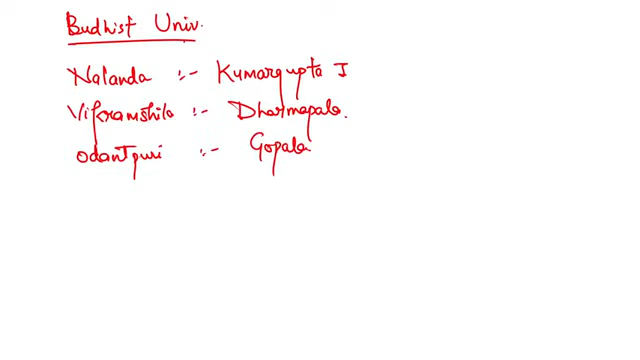 Budhist Univ.
Nalanda :- Kumargupta I
Vikramshila :- Dharmapala.
Odantpuri :- Gopala